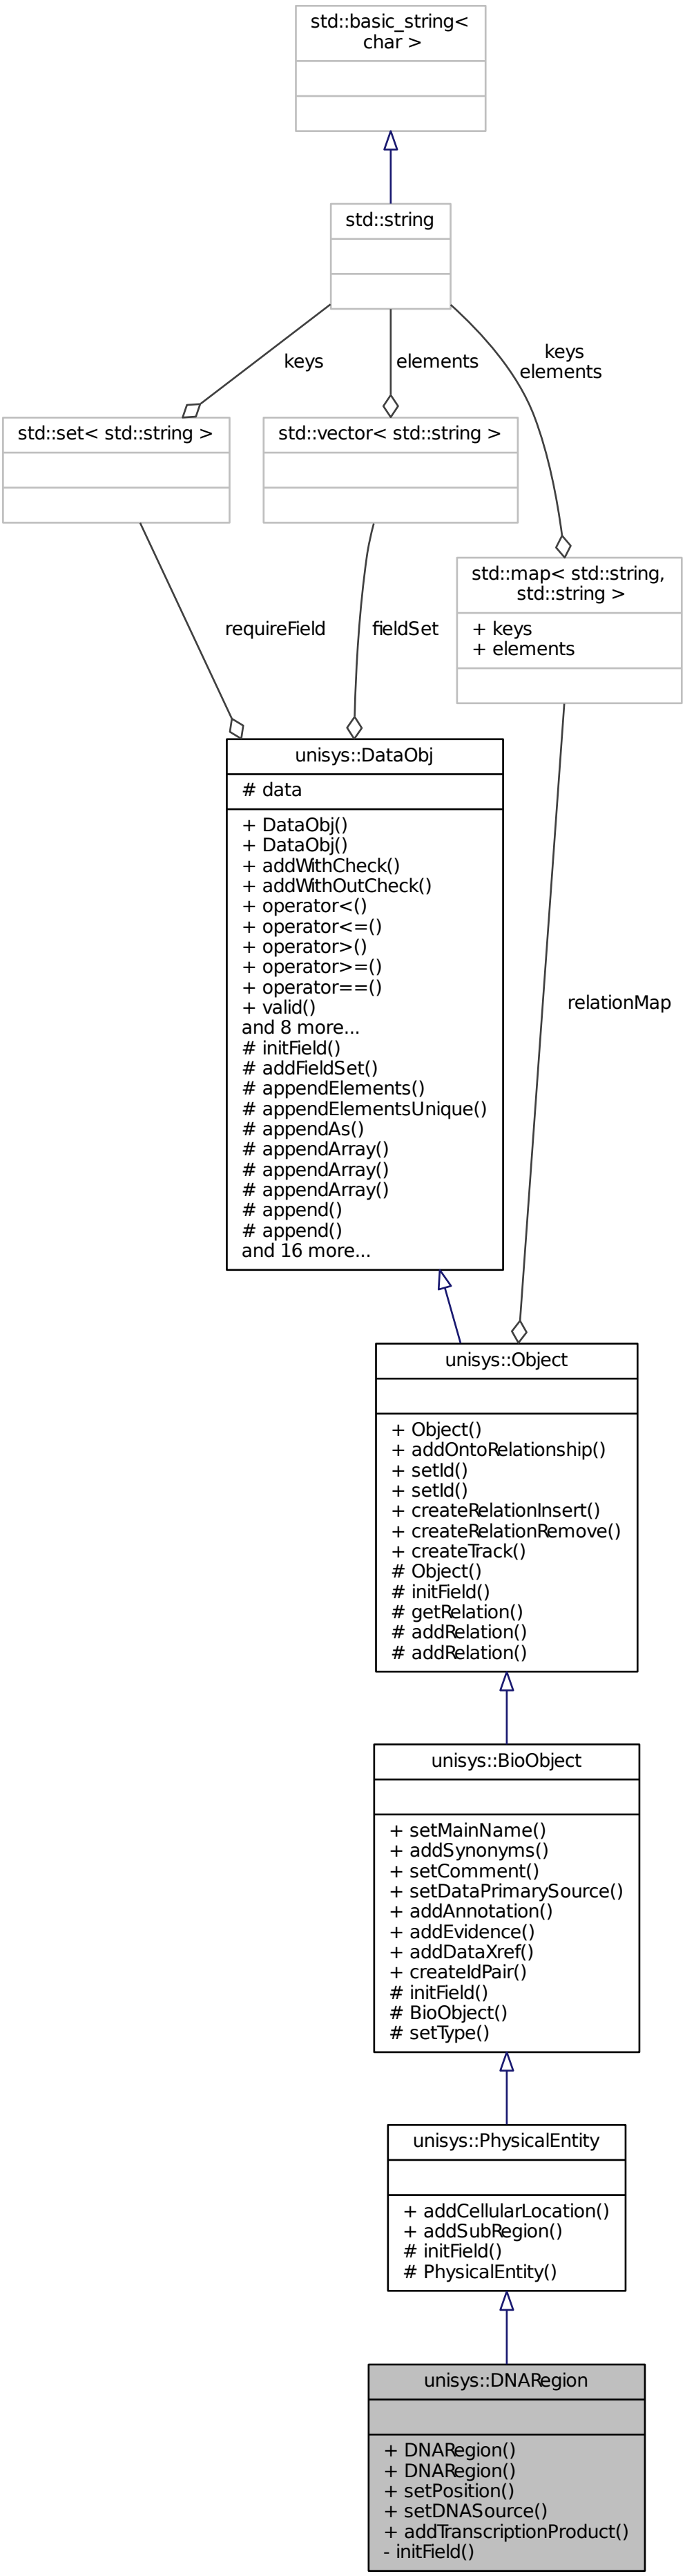 std::basic_string<
char >
std::string
keys
elements
keys
elements
std::set< std::string >
std::vector< std::string >
std::map< std::string,
std::string >
+ keys
+ elements
requireField
fieldSet
unisys::DataObj
# data
+ DataObj()
+ DataObj()
+ addWithCheck()
+ addWithOutCheck()
+ operator<()
+ operator<=()
+ operator>()
+ operator>=()
+ operator==()
+ valid()
and 8 more...
# initField()
# addFieldSet()
# appendElements()
# appendElementsUnique()
# appendAs()
# appendArray()
# appendArray()
# appendArray()
# append()
# append()
and 16 more...
relationMap
unisys::Object
+ Object()
+ addOntoRelationship()
+ setId()
+ setId()
+ createRelationInsert()
+ createRelationRemove()
+ createTrack()
# Object()
# initField()
# getRelation()
# addRelation()
# addRelation()
unisys::BioObject
+ setMainName()
+ addSynonyms()
+ setComment()
+ setDataPrimarySource()
+ addAnnotation()
+ addEvidence()
+ addDataXref()
+ createIdPair()
# initField()
# BioObject()
# setType()
unisys::PhysicalEntity
+ addCellularLocation()
+ addSubRegion()
# initField()
# PhysicalEntity()
unisys::DNARegion
+ DNARegion()
+ DNARegion()
+ setPosition()
+ setDNASource()
+ addTranscriptionProduct()
- initField()